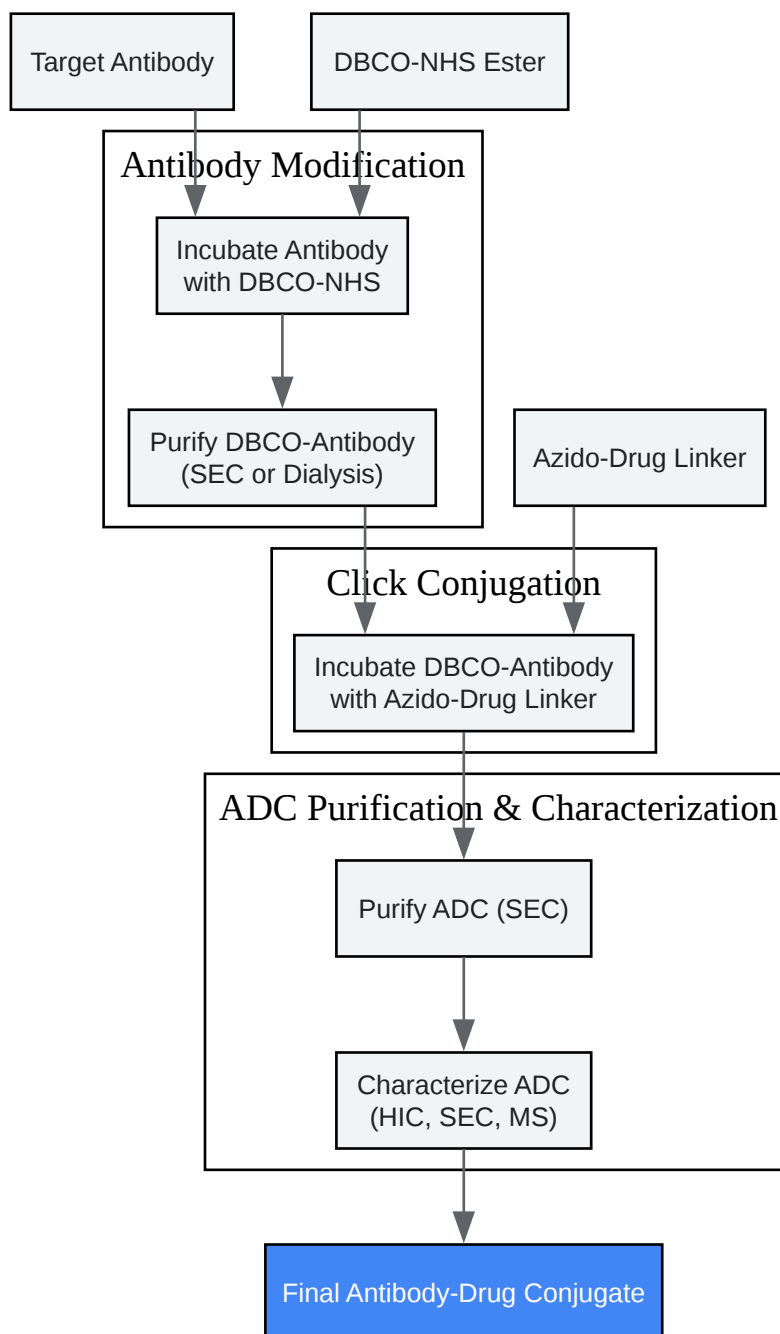 Target Antibody
DBCO-NHS Ester
Antibody Modification
Incubate Antibody
with DBCO-NHS
Purify DBCO-Antibody
(SEC or Dialysis)
Azido-Drug Linker
Click Conjugation
Incubate DBCO-Antibody
with Azido-Drug Linker
ADC Purification & Characterization
Purify ADC (SEC)
Characterize ADC
(HIC, SEC, MS)
Final Antibody-Drug Conjugate